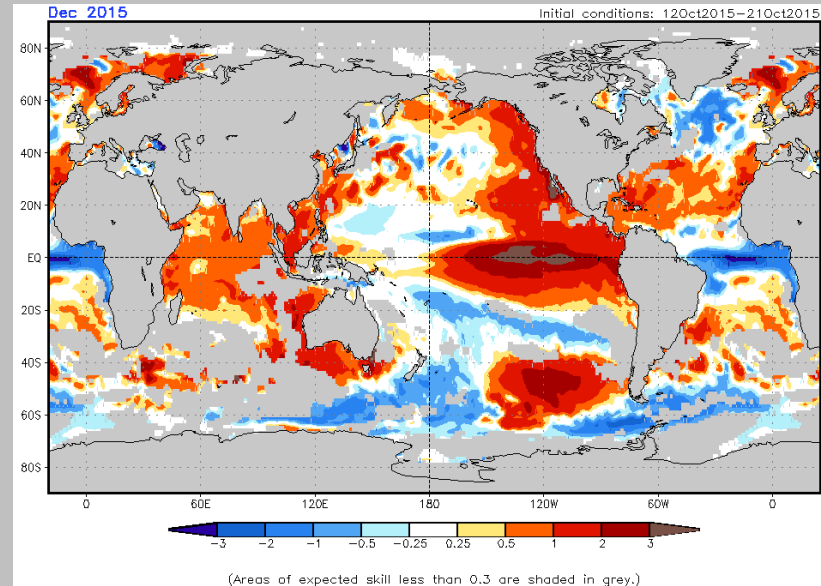 Dec 2015
Initial conditions: 12Oct2015−21Oct2015
80N
60N
40N
20N
EQ
20S
40S
60S
80S
0 60E 120E 180 120W 60W 0
−3 −2 −1 −0.5 −0.25 0.25 0.5 1 2 3
(Areas of expected skill less than 0.3 are shaded in grey.)